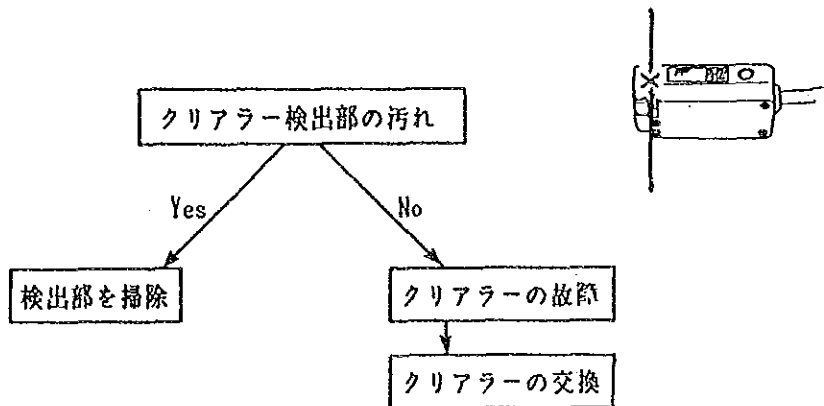 クリアラー検出部の汚れ
Yes
No
検出部を掃除
クリアラーの故障
クリアラーの交換